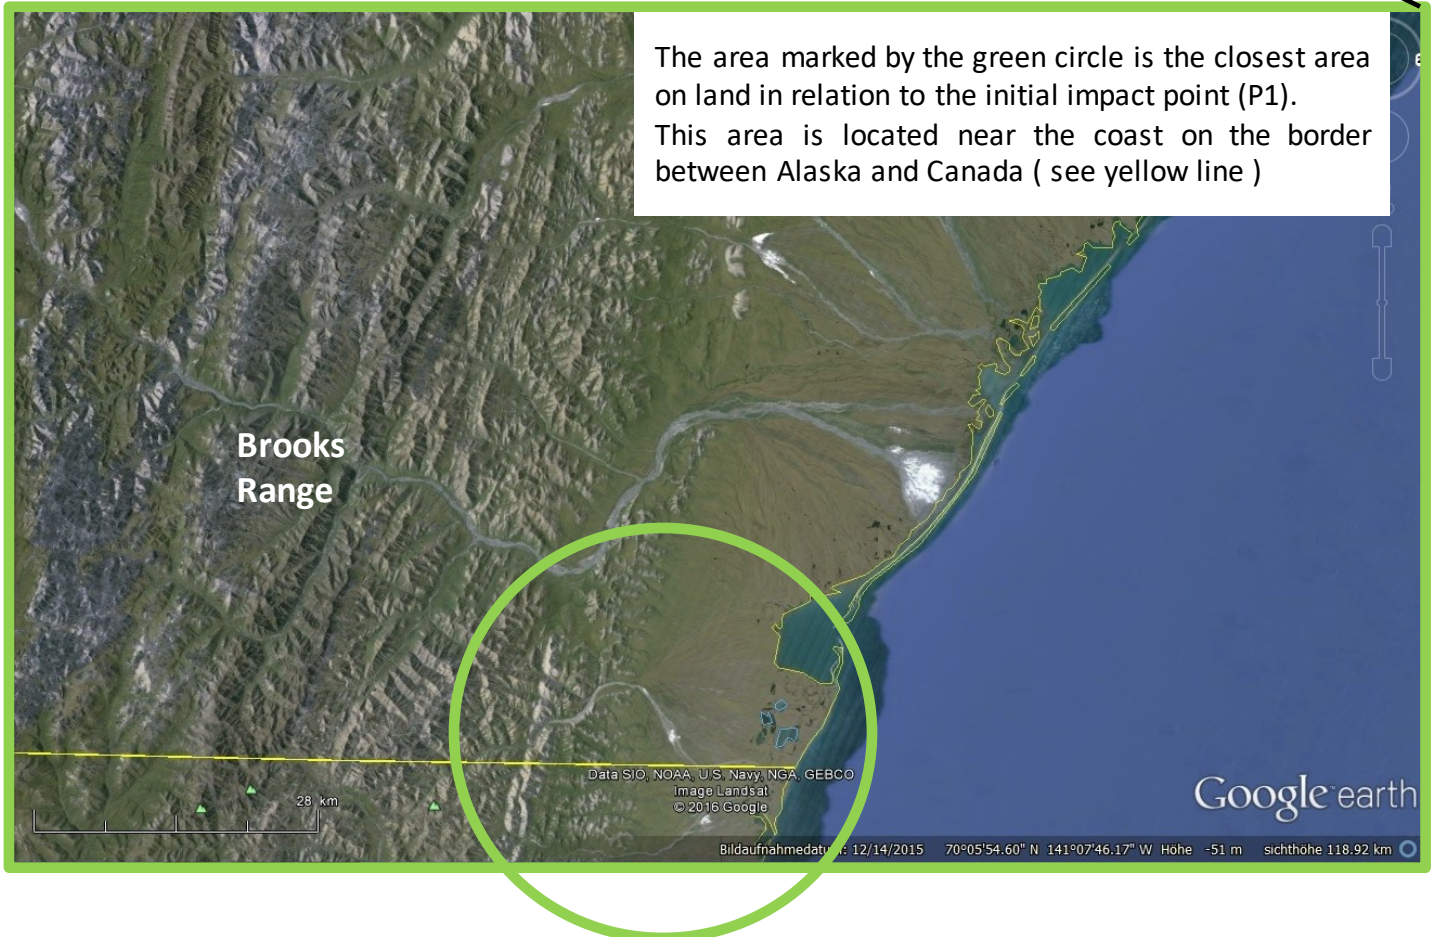 The area marked by the green circle is the closest area
on land in relation to the initial impact point (P1).
This area is located near the coast on the border
between Alaska and Canada ( see yellow line )
Brooks
Range
28 km
Data SIO, NOAA, U.S. Navy, NGA, GEBCO
Image Landsat
© 2016 Google
Google earth
Bildaufnahmedatum: 12/14/2015 70°05'54.60" N 141°07'46.17" W Höhe -51 m sichthöhe 118.92 km